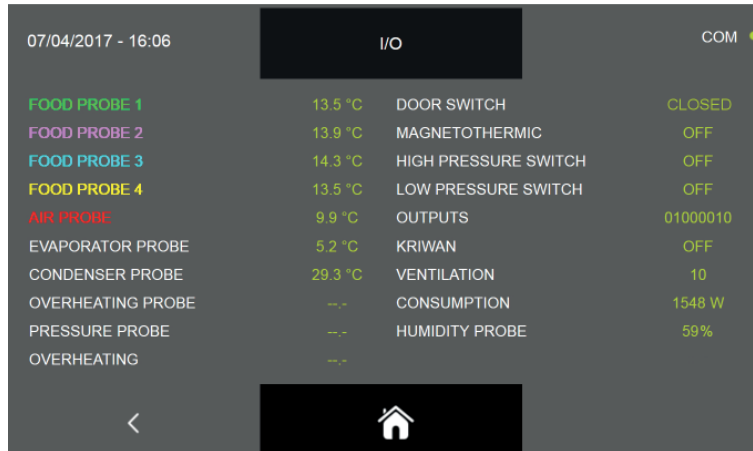 07/04/2017 - 16:06 I/O COM
FOOD PROBE 1 13.5 °C DOOR SWITCH CLOSED
FOOD PROBE 2 13.9 °C MAGNETOTHERMIC OFF
FOOD PROBE 3 14.3 °C HIGH PRESSURE SWITCH OFF
FOOD PROBE 4 13.5 °C LOW PRESSURE SWITCH OFF
AIR PROBE 9.9 °C OUTPUTS 01000010
EVAPORATOR PROBE 5.2 °C KRIWAN OFF
CONDENSER PROBE 29.3 °C VENTILATION 10
OVERHEATING PROBE --.- CONSUMPTION 1548 W
PRESSURE PROBE --.- HUMIDITY PROBE 59%
OVERHEATING --.-